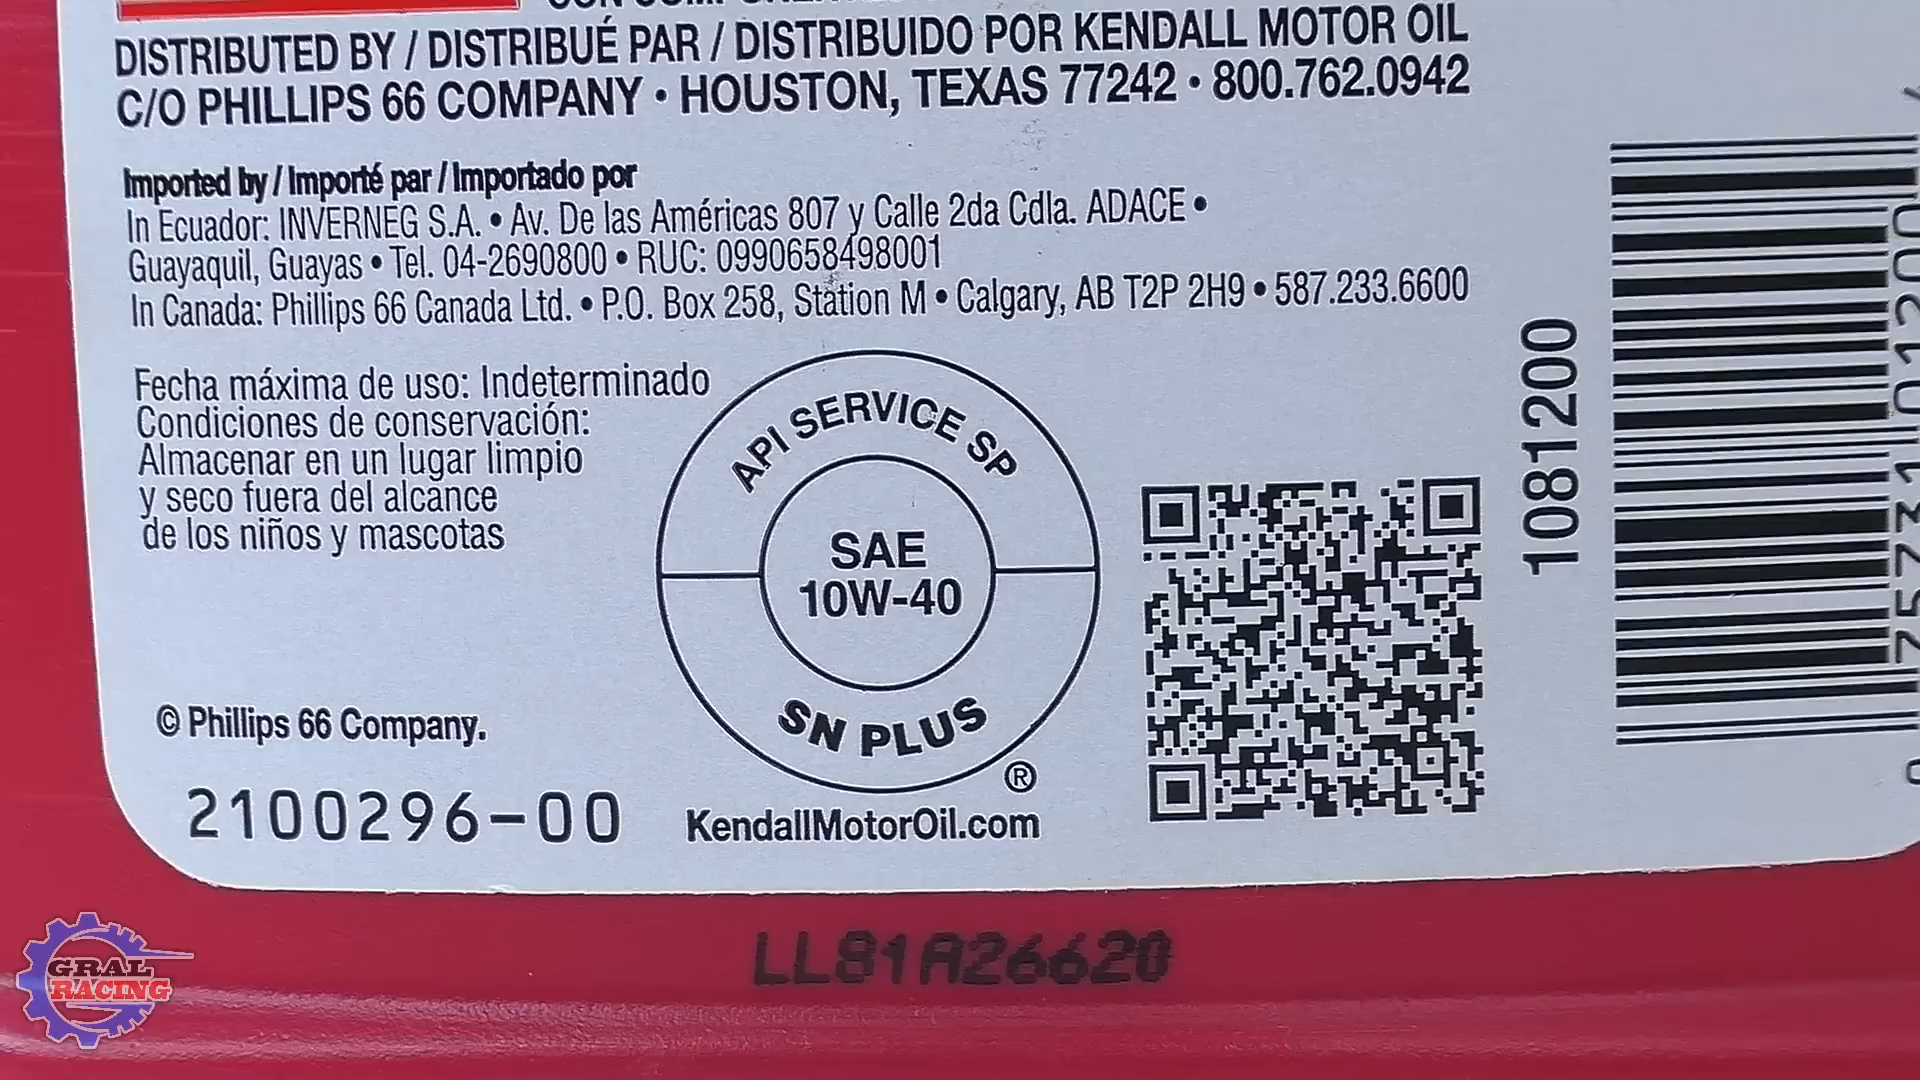 DISTRIBUTED BY / DISTRIBUÉ PAR / DISTRIBUIDO POR KENDALL MOTOR OIL
C/O PHILLIPS 66 COMPANY • HOUSTON, TEXAS 77242 • 800.762.0942
Imported by / Importé par / Importado por
In Ecuador: INVERNEG S.A. • Av. De las Américas 807 y Calle 2da Cdla. ADACE •
Guayaquil, Guayas • Tel. 04-2690800 • RUC: 0990658498001
In Canada: Phillips 66 Canada Ltd. • P.O. Box 258, Station M • Calgary, AB T2P 2H9 • 587.233.6600
Fecha máxima de uso: Indeterminado
Condiciones de conservación:
Almacenar en un lugar limpio
y seco fuera del alcance
de los niños y mascotas
API SERVICE SP
SAE
10W-40
SN PLUS
®
© Phillips 66 Company.
2100296-00
KendallMotorOil.com
1081200
LL81A26620
GRAL
RACING